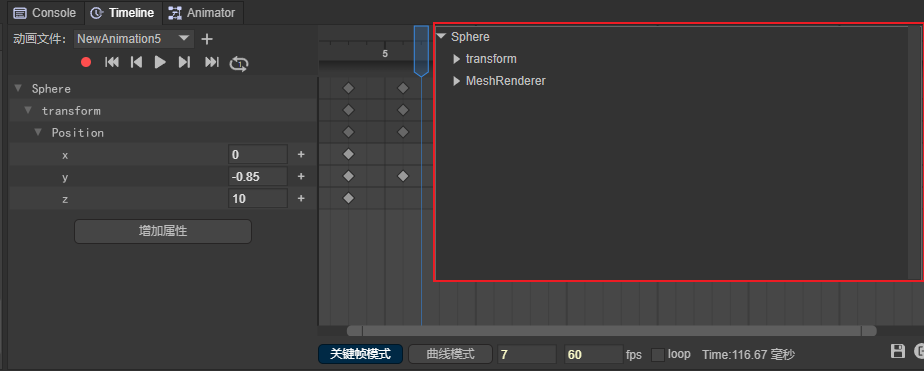 Console Timeline Animator
动画文件: NewAnimation5
5
Sphere
transform
MeshRenderer
Sphere
transform
Position
x 0
y -0.85
z 10
增加属性
关键帧模式 曲线模式 7 60 fps loop Time:116.67 毫秒